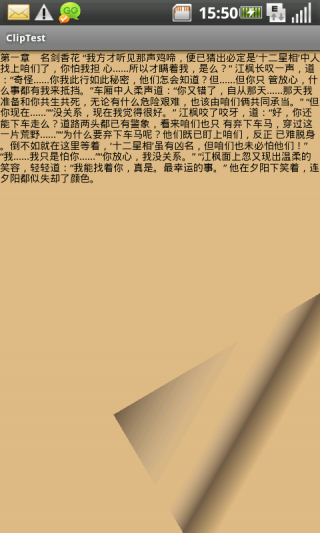 GO
E
15:50
ClipTest
第一章　名剑香花 “我方才听见那声鸡啼，便已猜出必定是‘十二星相’中人
找上咱们了，你怕我担 心……所以才瞒着我，是么？” 江枫长叹一声，道
：“奇怪……你我此行如此秘密，他们怎会知道？但……但你只 管放心，什
么事都有我来抵挡。”车厢中人柔声道：“你又错了，自从那天……那天我
准备和你共生共死，无论有什么危险艰难，也该由咱们俩共同承当。” “但
你现在……”“没关系，现在我觉得很好。” 江枫咬了咬牙，道：“好，你还
能下车走么？道路两头都已有警象，看来咱们也只 有弃下车马，穿过这
一片荒野……”“为什么要弃下车马呢？他们既已盯上咱们，反正 已难脱身
。倒不如就在这里等着，‘十二星相’虽有凶名，但咱们也未必怕他们！”
“我……我只是怕你……”“你放心，我没关系。” “江枫面上忽又现出温柔的
笑容，轻轻道：“我能找着你，真是。最幸运的事。” 他在夕阳下笑着，连
夕阳都似失却了颜色。